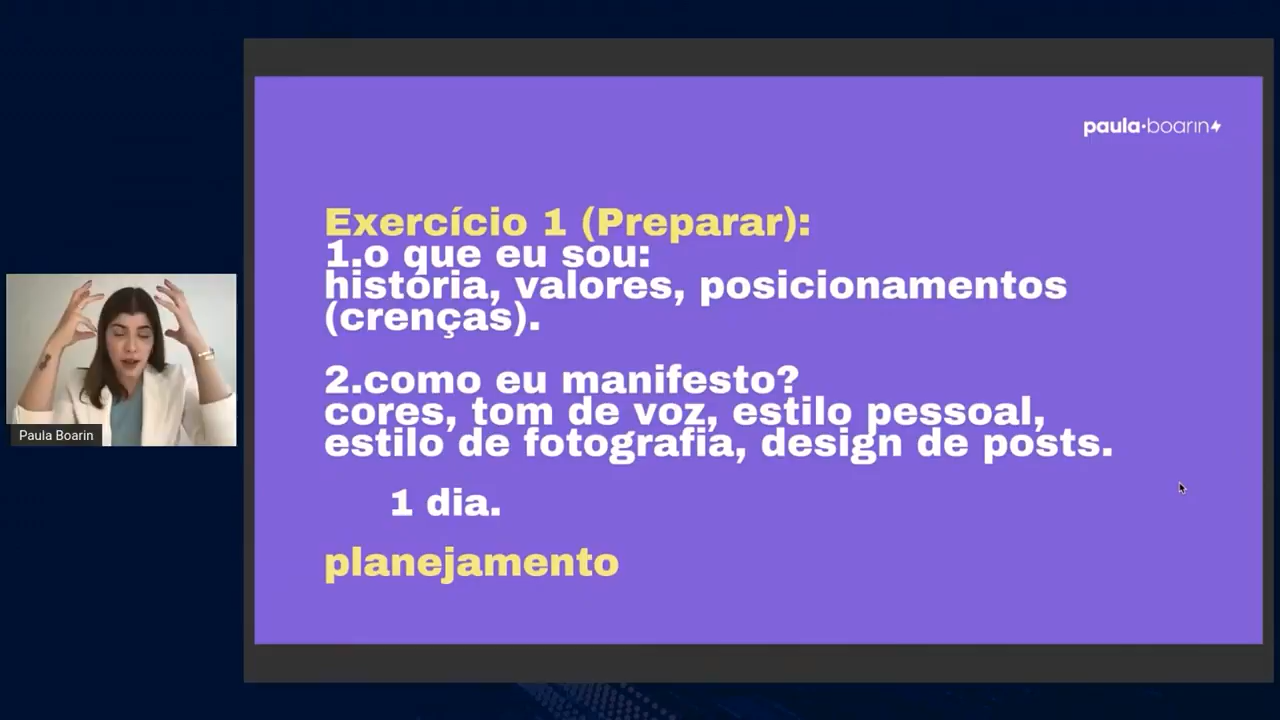 paula·boarin
Exercício 1 (Preparar):
1.o que eu sou:
história, valores, posicionamentos
(crenças).
2.como eu manifesto?
cores, tom de voz, estilo pessoal,
estilo de fotografia, design de posts.
1 dia.
planejamento
Paula Boarin